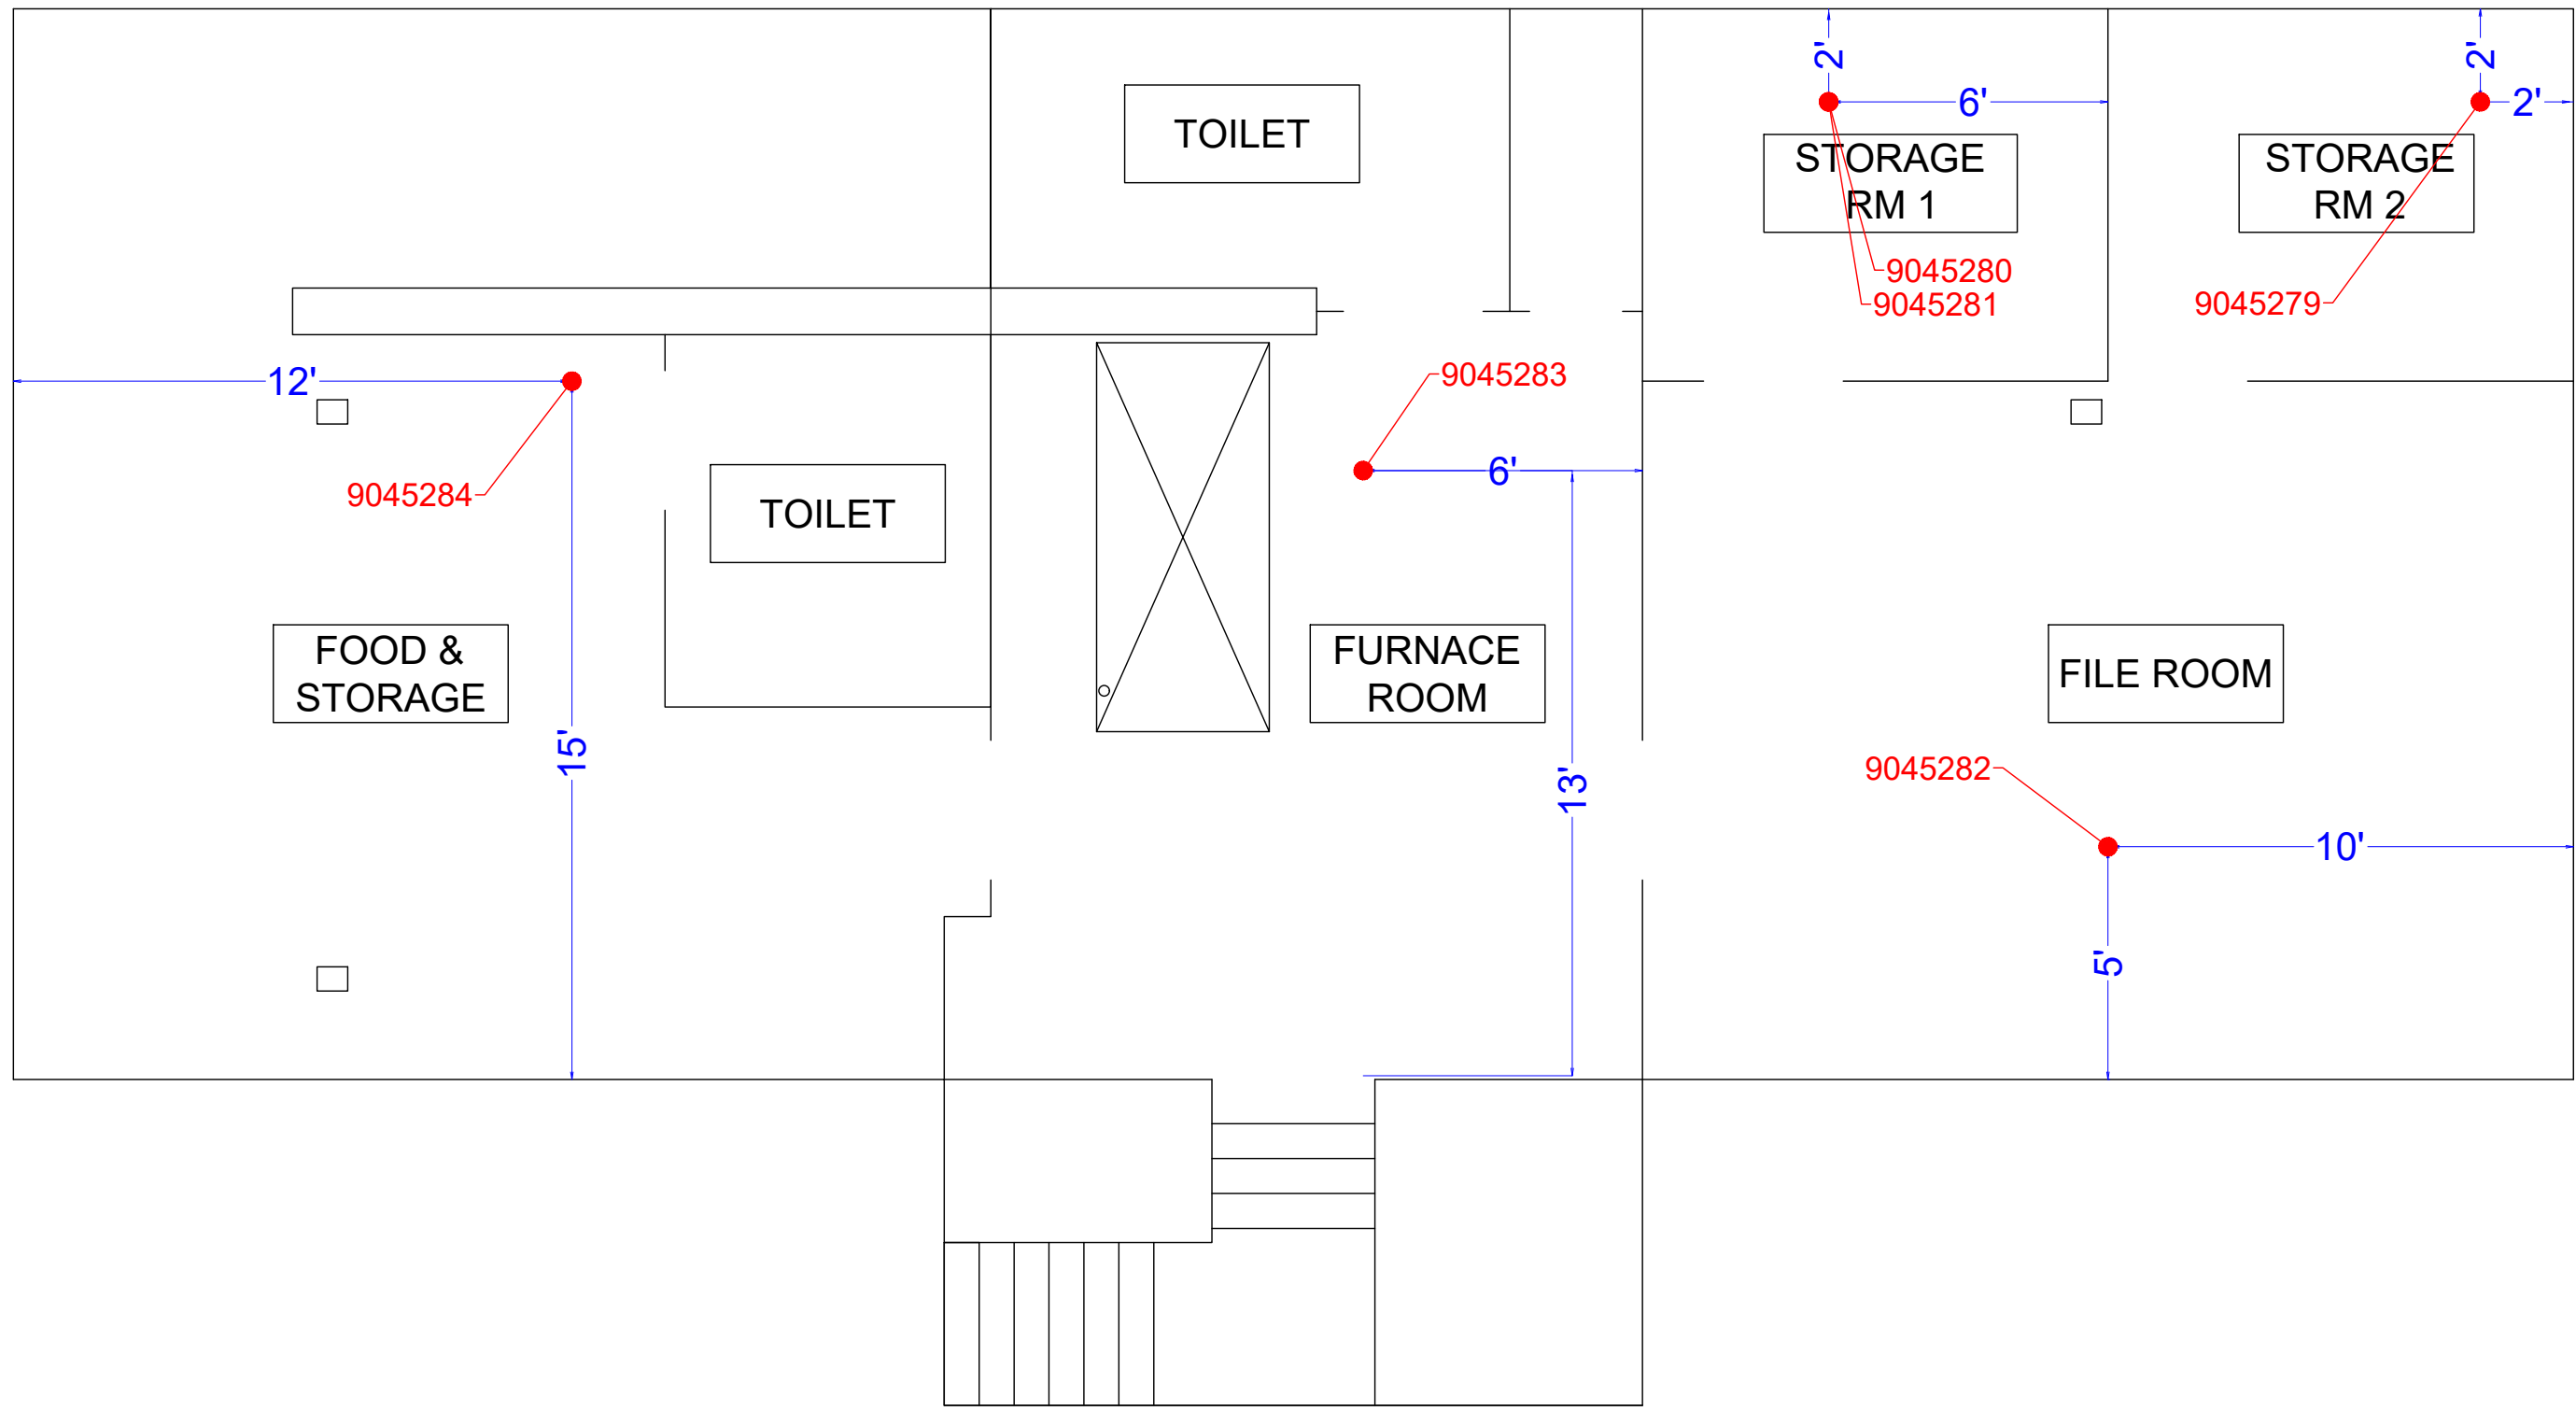 2'
2'
6'
2'
TOILET
STORAGE
RM 1
STORAGE
RM 2
9045280
9045281
9045279
12'
9045283
6'
9045284
TOILET
FOOD &
STORAGE
FURNACE
ROOM
FILE ROOM
15'
13'
9045282
10'
5'